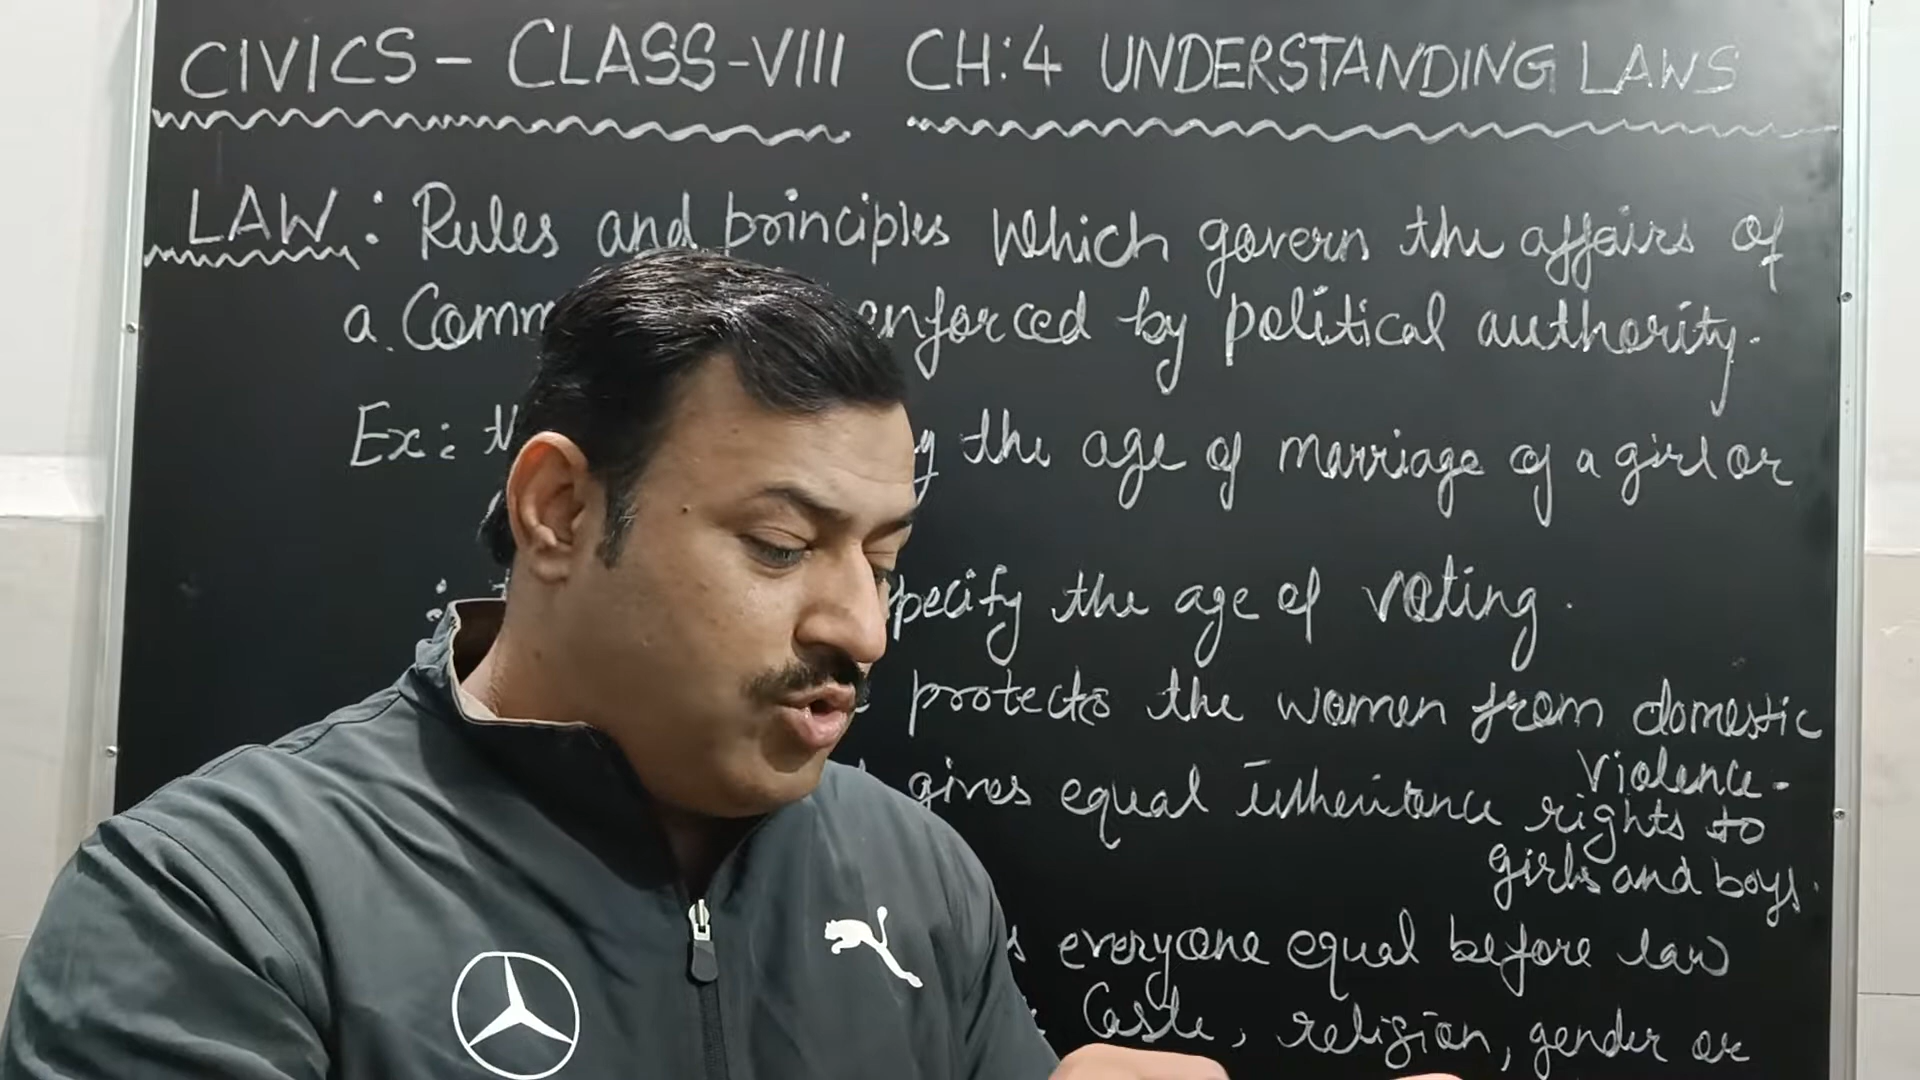 CIVICS - CLASS-VIII CH:4 UNDERSTANDING LAWS
LAW: Rules and principles which govern the affairs of
a Comm enforced by political authority.
Ex: the age of marriage of a girl or
: specify the age of voting.
protects the women from domestic
violence.
gives equal inheritance rights to
girls and boys.
everyone equal before law
Caste, religion, gender or